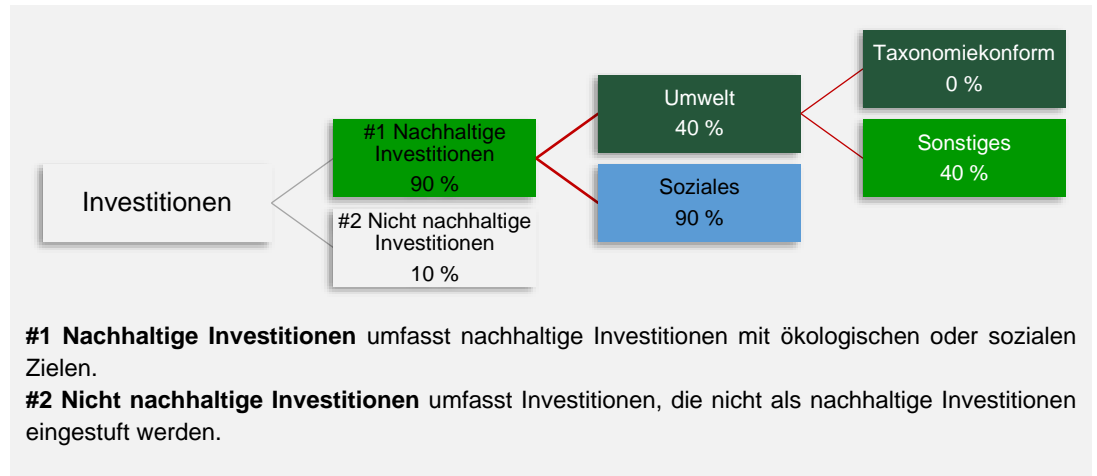 Investitionen
#1 Nachhaltige
Investitionen
90 %
#2 Nicht nachhaltige
Investitionen
10 %
Umwelt
40 %
Soziales
90 %
Taxonomiekonform
0 %
Sonstiges
40 %
#1 Nachhaltige Investitionen umfasst nachhaltige Investitionen mit ökologischen oder sozialen
Zielen.
#2 Nicht nachhaltige Investitionen umfasst Investitionen, die nicht als nachhaltige Investitionen
eingestuft werden.